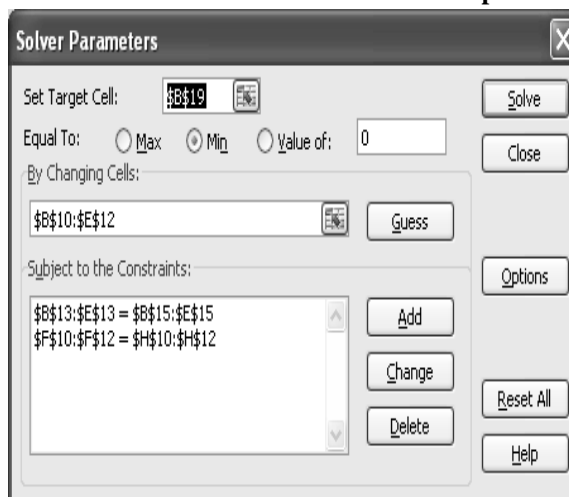 Solver Parameters
Set Target Cell: $B$19 Solve
Equal To: Max Min Value of: 0 Close
By Changing Cells:
$B$10:$E$12 Guess
Subject to the Constraints: Options
$B$13:$E$13 = $B$15:$E$15 Add
$F$10:$F$12 = $H$10:$H$12
Change
Reset All
Delete
Help